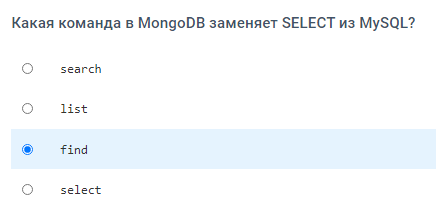 Какая команда в MongoDB заменяет SELECT из MySQL?
search
list
find
select